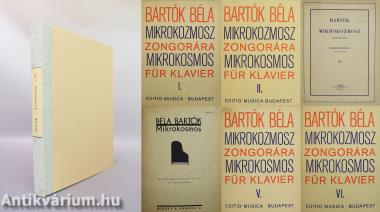 BARTÓK BÉLA
MIKROKOZMOSZ
ZONGORÁRA
MIKROKOSMOS
FÜR KLAVIER
I.
EDITIO MUSICA · BUDAPEST
BARTÓK BÉLA
MIKROKOZMOSZ
ZONGORÁRA
MIKROKOSMOS
FÜR KLAVIER
II.
EDITIO MUSICA · BUDAPEST
BARTÓK
MIKROKOZMOSZ
BÉLA BARTÓK
Mikrokosmos
BARTÓK BÉLA
MIKROKOZMOSZ
ZONGORÁRA
MIKROKOSMOS
FÜR KLAVIER
V.
EDITIO MUSICA · BUDAPEST
BARTÓK BÉLA
MIKROKOZMOSZ
ZONGORÁRA
MIKROKOSMOS
FÜR KLAVIER
VI.
EDITIO MUSICA · BUDAPEST
Antikvárium.hu